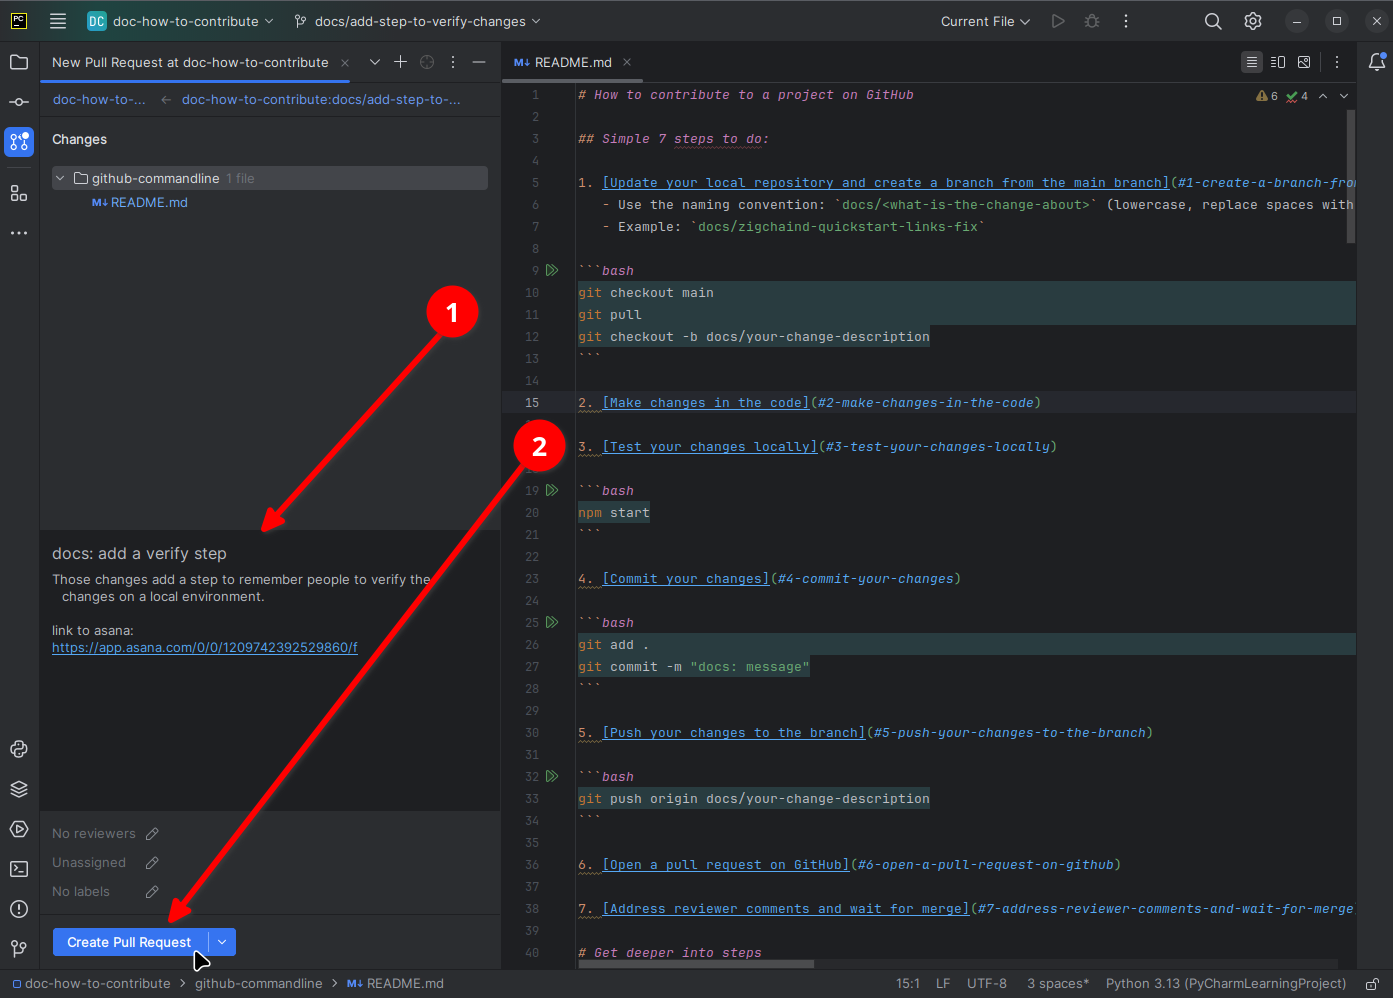 PC
DC doc-how-to-contribute docs/add-step-to-verify-changes Current File
New Pull Request at doc-how-to-contribute
doc-how-to-... ← doc-how-to-contribute:docs/add-step-to-...
Changes
github-commandline 1 file
M↓ README.md
1
docs: add a verify step
Those changes add a step to remember people to verify the
changes on a local environment.
link to asana:
https://app.asana.com/0/0/1209742392529860/f
No reviewers
Unassigned
No labels
Create Pull Request
M↓ README.md
6 4
1 # How to contribute to a project on GitHub
2
3 ## Simple 7 steps to do:
4
5 1. [Update your local repository and create a branch from the main branch](#1-create-a-branch-fro
6 - Use the naming convention: `docs/<what-is-the-change-about>` (lowercase, replace spaces with
7 - Example: `docs/zigchaind-quickstart-links-fix`
8
9 ```bash
10 git checkout main
11 git pull
12 git checkout -b docs/your-change-description
13 ```
14
15 2. [Make changes in the code](#2-make-changes-in-the-code)
2
3. [Test your changes locally](#3-test-your-changes-locally)
19 ```bash
20 npm start
21 ```
22
23 4. [Commit your changes](#4-commit-your-changes)
24
25 ```bash
26 git add .
27 git commit -m "docs: message"
28 ```
29
30 5. [Push your changes to the branch](#5-push-your-changes-to-the-branch)
31
32 ```bash
33 git push origin docs/your-change-description
34 ```
35
36 6. [Open a pull request on GitHub](#6-open-a-pull-request-on-github)
37
38 7. [Address reviewer comments and wait for merge](#7-address-reviewer-comments-and-wait-for-merge
39
40 # Get deeper into steps
doc-how-to-contribute > github-commandline > M↓ README.md 15:1 LF UTF-8 3 spaces* Python 3.13 (PyCharmLearningProject)